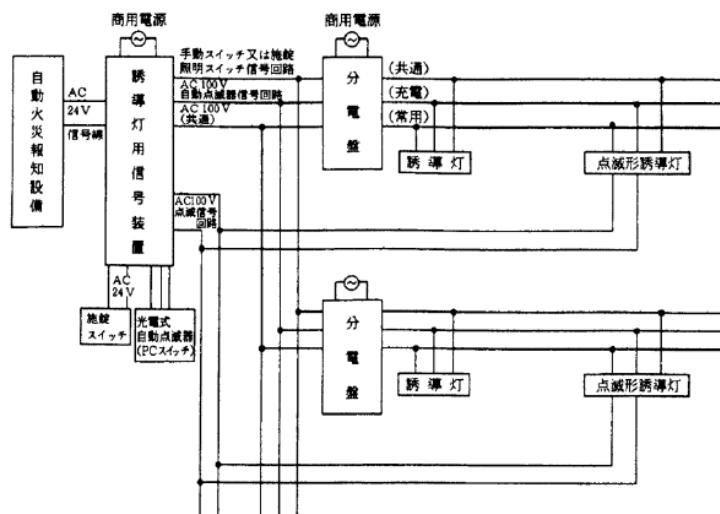 商用電源
商用電源
自動火災報知設備
AC
24V
信号線
誘導灯用信号装置
手動スイッチ又は施錠
照明スイッチ信号回路
AC 100V
自動点滅器信号回路
AC 100V
(共通)
AC100V
点滅信号
回路
分電盤
(共通)
(充電)
(常用)
誘導灯
点滅形誘導灯
AC
24V
施錠
スイッチ
光電式
自動点滅器
(PCスイッチ)
分電盤
誘導灯
点滅形誘導灯